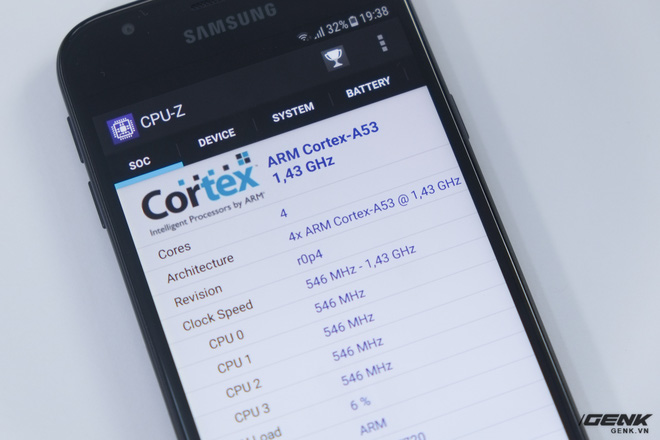 SAMSUNG
32% 19:38
CPU-Z
SOC DEVICE SYSTEM BATTERY
Cortex™
Intelligent Processors by ARM®
ARM Cortex-A53
1,43 GHz
Cores 4
Architecture 4x ARM Cortex-A53 @ 1,43 GHz
Revision r0p4
Clock Speed 546 MHz - 1,43 GHz
CPU 0 546 MHz
CPU 1 546 MHz
CPU 2 546 MHz
CPU 3 546 MHz
Load 6 %
ARM
GENK
GENK.VN